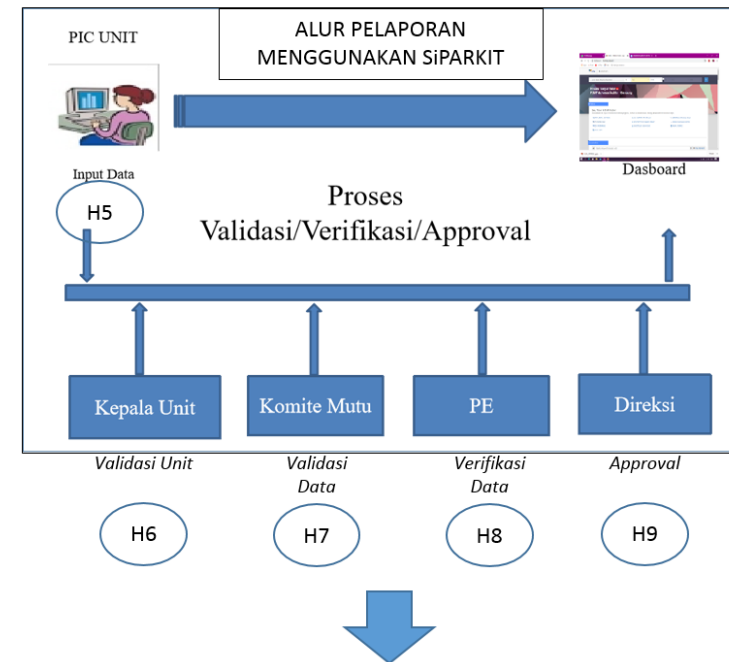 PIC UNIT
ALUR PELAPORAN
MENGGUNAKAN SiPARKIT
Input Data
Dasboard
H5
Proses
Validasi/Verifikasi/Approval
Kepala Unit
Komite Mutu
PE
Direksi
Validasi Unit
Validasi
Data
Verifikasi
Data
Approval
H6
H7
H8
H9